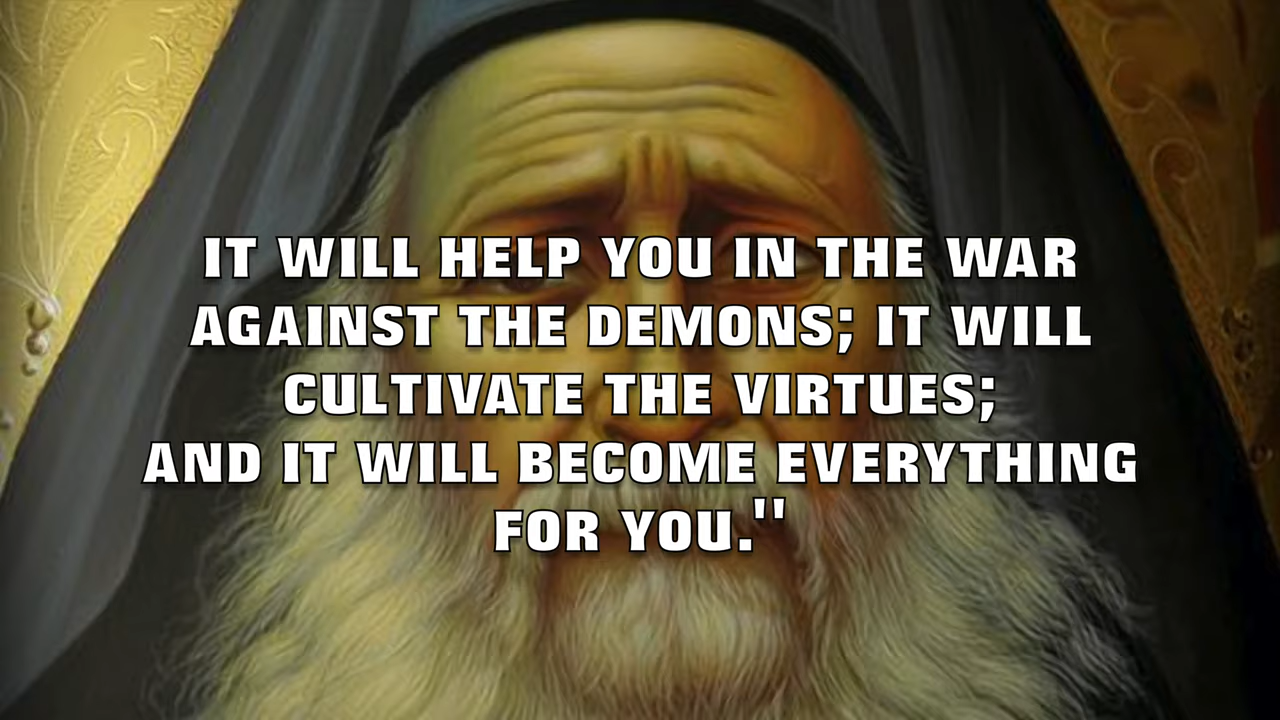 IT WILL HELP YOU IN THE WAR
AGAINST THE DEMONS; IT WILL
CULTIVATE THE VIRTUES;
AND IT WILL BECOME EVERYTHING
FOR YOU."